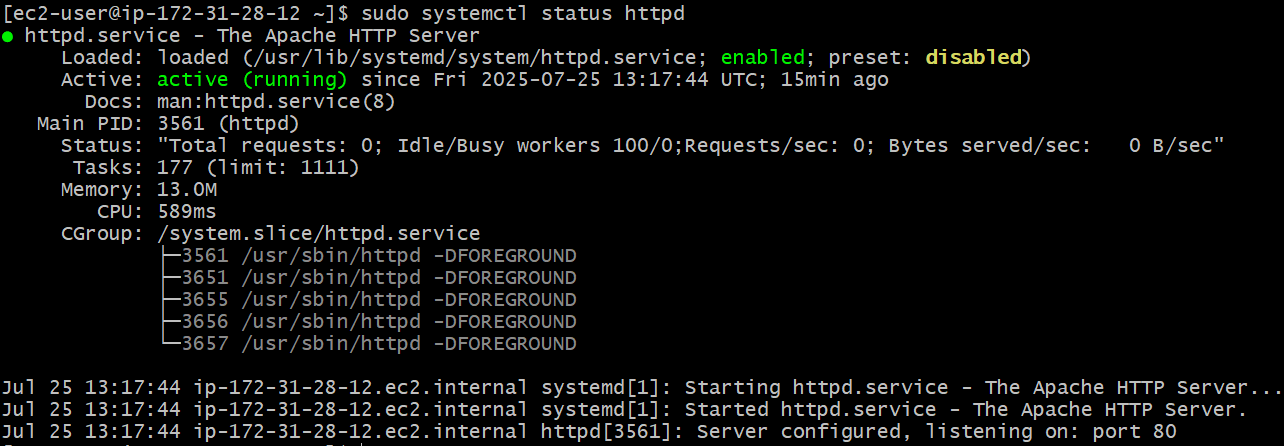 [ec2-user@ip-172-31-28-12 ~]$ sudo systemctl status httpd
● httpd.service - The Apache HTTP Server
     Loaded: loaded (/usr/lib/systemd/system/httpd.service; enabled; preset: disabled)
     Active: active (running) since Fri 2025-07-25 13:17:44 UTC; 15min ago
       Docs: man:httpd.service(8)
   Main PID: 3561 (httpd)
     Status: "Total requests: 0; Idle/Busy workers 100/0;Requests/sec: 0; Bytes served/sec:   0 B/sec"
      Tasks: 177 (limit: 1111)
     Memory: 13.0M
        CPU: 589ms
     CGroup: /system.slice/httpd.service
             ├─3561 /usr/sbin/httpd -DFOREGROUND
             ├─3651 /usr/sbin/httpd -DFOREGROUND
             ├─3655 /usr/sbin/httpd -DFOREGROUND
             ├─3656 /usr/sbin/httpd -DFOREGROUND
             └─3657 /usr/sbin/httpd -DFOREGROUND
Jul 25 13:17:44 ip-172-31-28-12.ec2.internal systemd[1]: Starting httpd.service - The Apache HTTP Server...
Jul 25 13:17:44 ip-172-31-28-12.ec2.internal systemd[1]: Started httpd.service - The Apache HTTP Server.
Jul 25 13:17:44 ip-172-31-28-12.ec2.internal httpd[3561]: Server configured, listening on: port 80